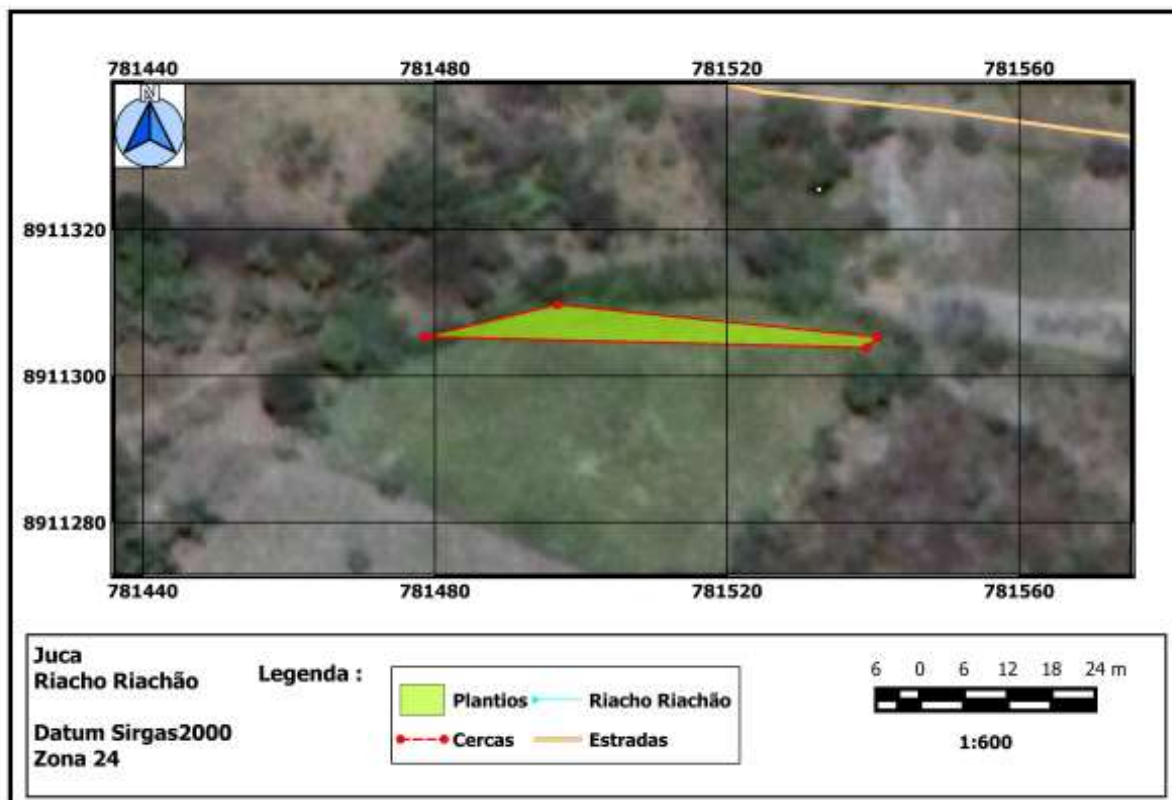 781440 781480 781520 781560
N
8911320
8911300
8911280
781440 781480 781520 781560
Juca
Riacho Riachão
Datum Sirgas2000
Zona 24
Legenda :
Plantios Riacho Riachão
Cercas Estradas
6 0 6 12 18 24 m
1:600